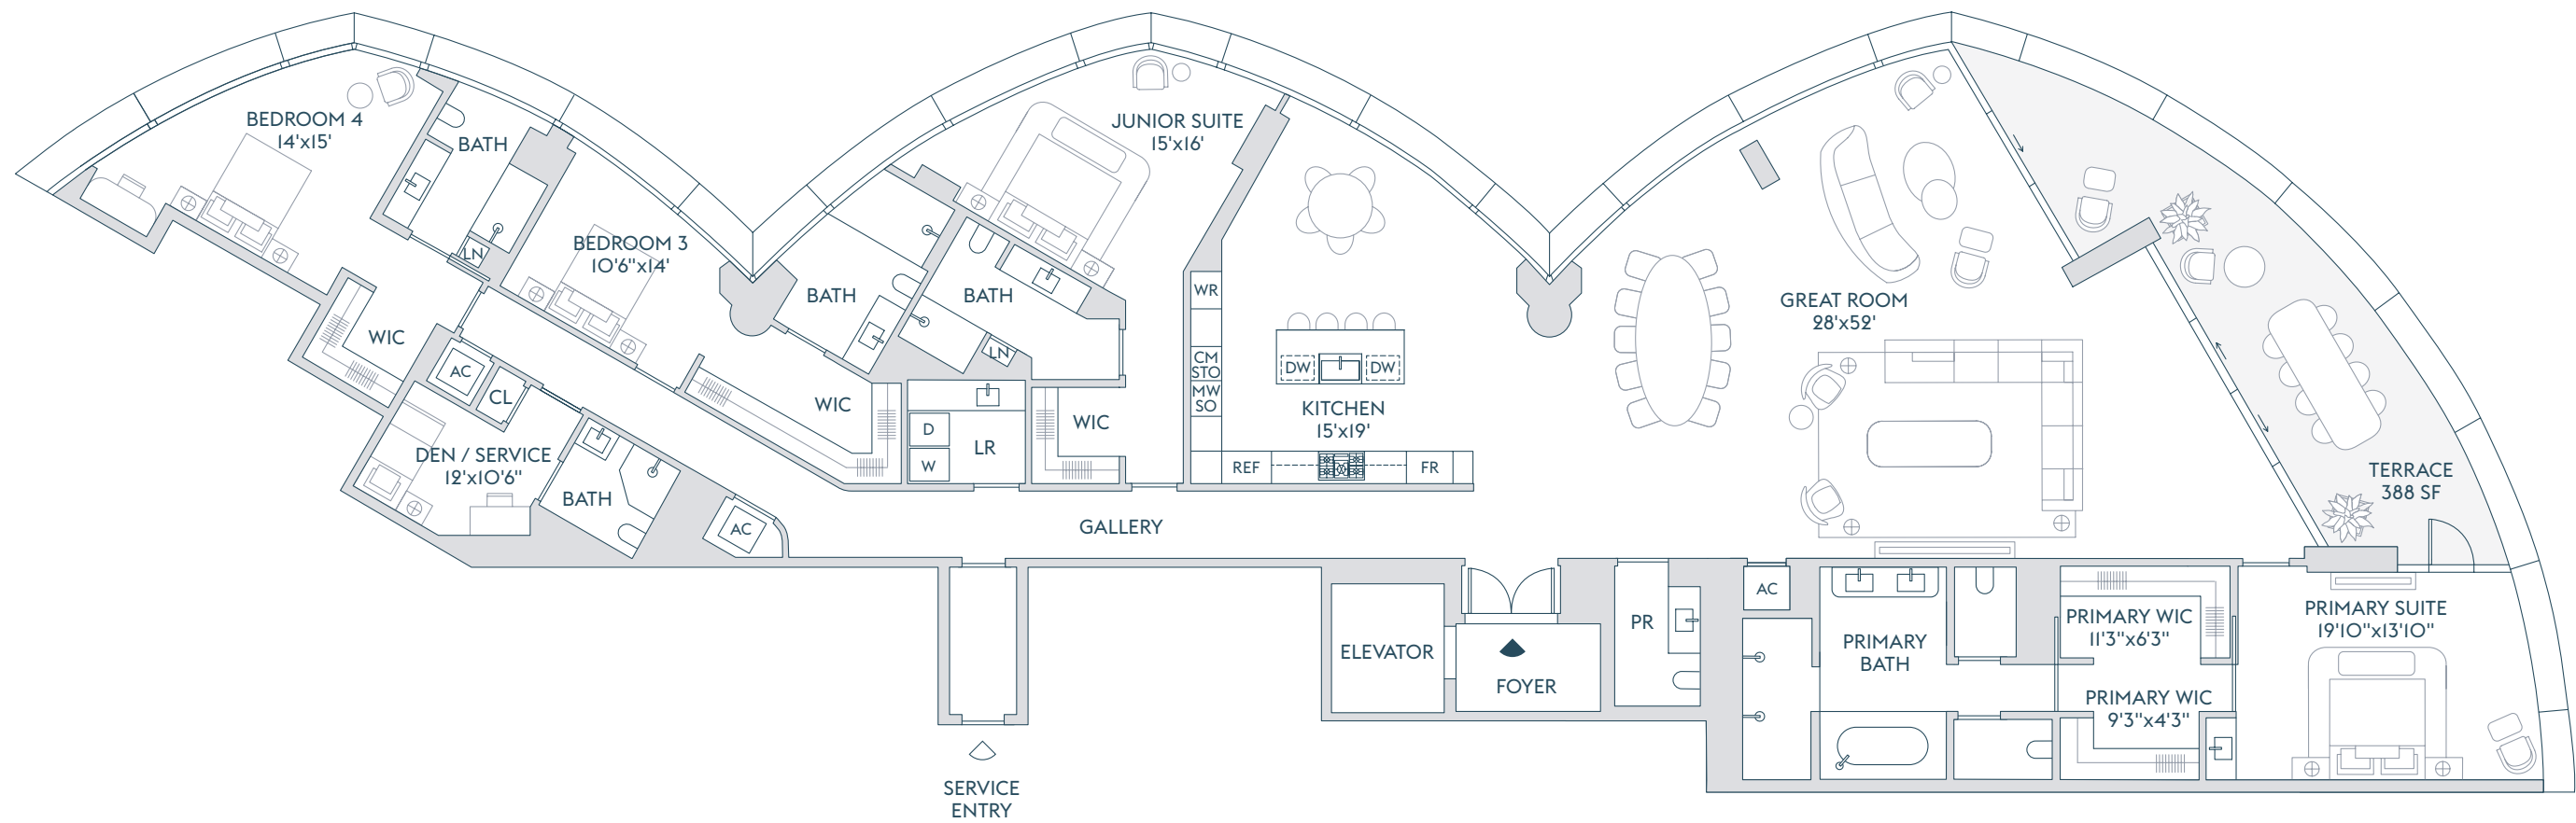 BEDROOM 4
14'x15'
BATH
LN
WIC
BEDROOM 3
10'6"x14'
BATH
WIC
AC
CL
DEN / SERVICE
12'x10'6"
BATH
AC
JUNIOR SUITE
15'x16'
BATH
LN
D
W
LR
WIC
WR
CM
STO
MW
SO
DW
DW
KITCHEN
15'x19'
REF
FR
GALLERY
GREAT ROOM
28'x52'
TERRACE
388 SF
SERVICE
ENTRY
ELEVATOR
FOYER
PR
AC
PRIMARY
BATH
PRIMARY WIC
11'3"x6'3"
PRIMARY WIC
9'3"x4'3"
PRIMARY SUITE
19'10"x13'10"